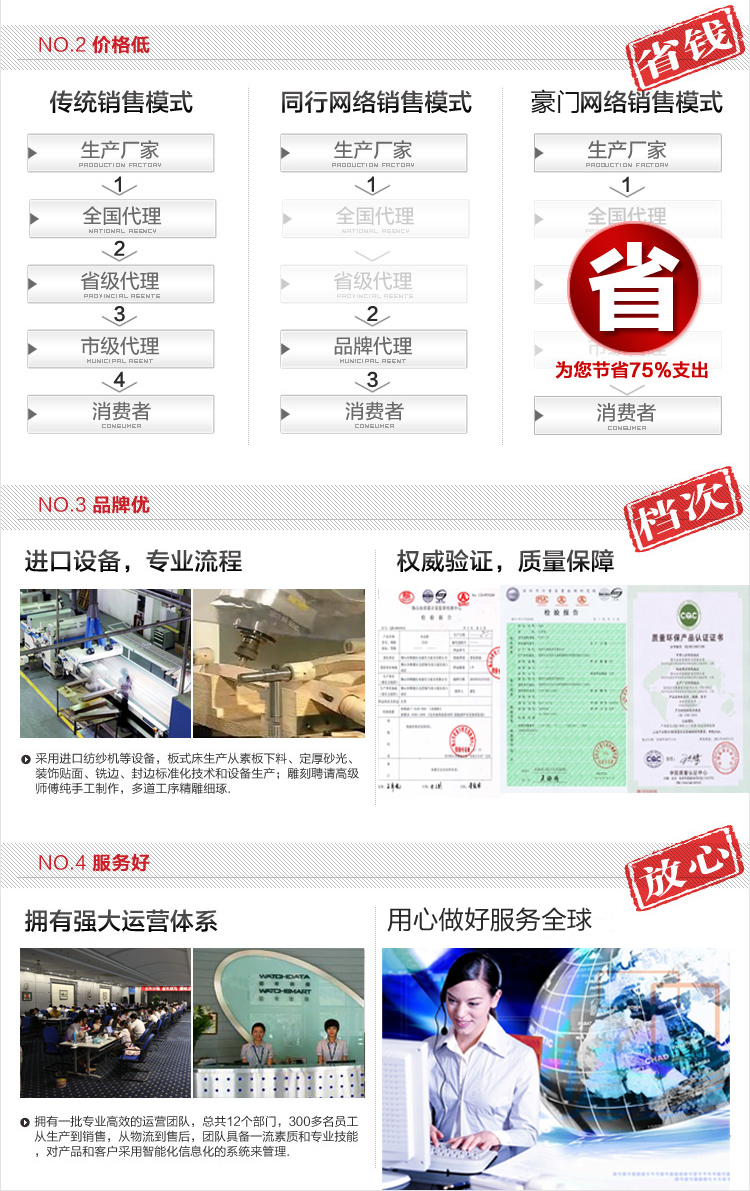 NO.2 价格低
省钱
传统销售模式
生产厂家
PRODUCTION FACTORY
1
全国代理
NATIONAL AGENCY
2
省级代理
PROVINCIAL AGENTS
3
市级代理
MUNICIPAL AGENT
4
消费者
CONSUMER
同行网络销售模式
生产厂家
PRODUCTION FACTORY
1
全国代理
NATIONAL AGENCY
省级代理
PROVINCIAL AGENTS
2
品牌代理
MUNICIPAL AGENT
3
消费者
CONSUMER
豪门网络销售模式
生产厂家
PRODUCTION FACTORY
1
全国代理
省
为您节省75%支出
消费者
CONSUMER
NO.3 品牌优
档次
进口设备，专业流程
采用进口纺纱机等设备，板式床生产从素板下料、定厚砂光、
装饰贴面、铣边、封边标准化技术和设备生产；雕刻聘请高级
师傅纯手工制作，多道工序精雕细琢.
权威验证，质量保障
检验报告
检验报告
CQC
质量环保产品认证证书
CQC
NO.4 服务好
放心
拥有强大运营体系
WATCHDATA
WATCHSMART
拥有一批专业高效的运营团队，总共12个部门，300多名员工
从生产到销售，从物流到售后，团队具备一流素质和专业技能
，对产品和客户采用智能化信息化的系统来管理.
用心做好服务全球
CHAD